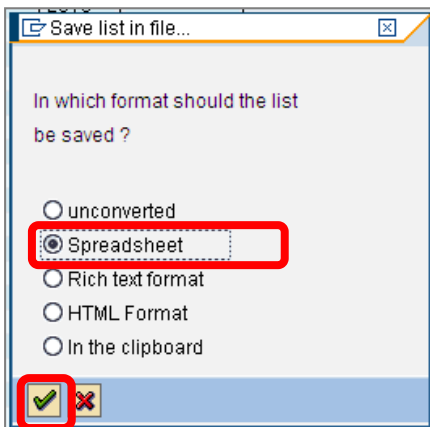 Save list in file...
In which format should the list
be saved ?
unconverted
Spreadsheet
Rich text format
HTML Format
In the clipboard